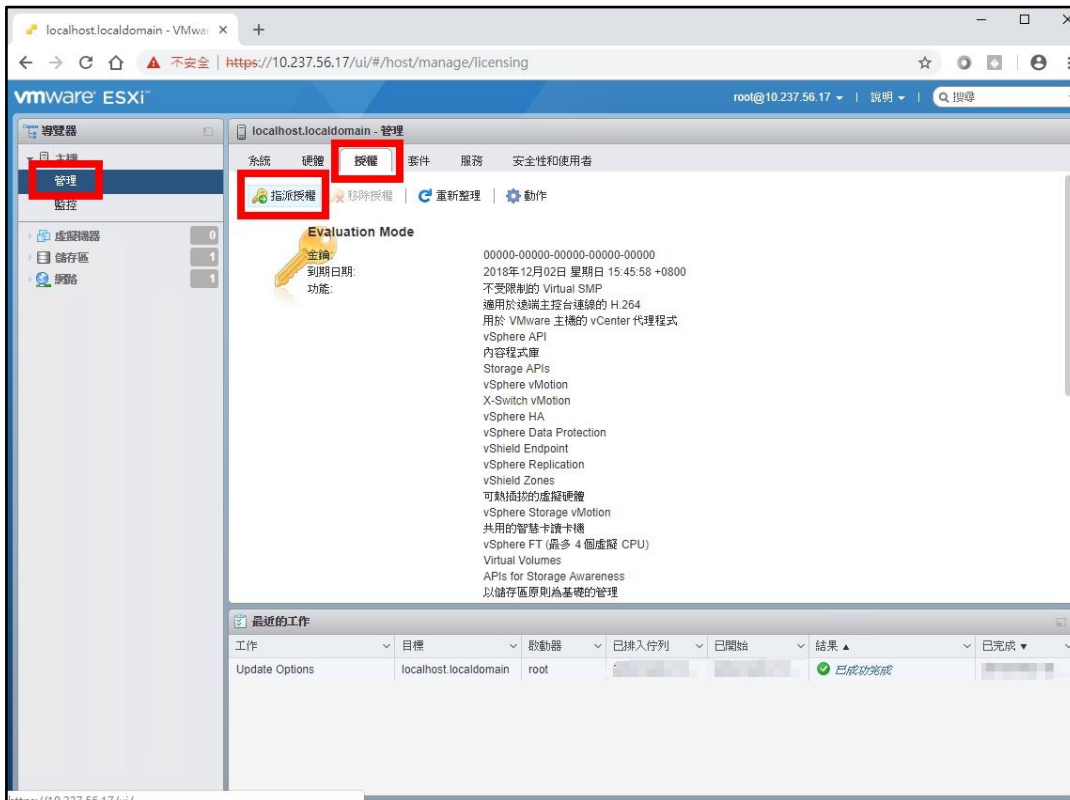 localhost.localdomain - VMwa
不安全 | https://10.237.56.17/ui/#/host/manage/licensing
vmware ESXi™
root@10.237.56.17 | 說明 | 搜尋
導覽器
localhost.localdomain - 管理
主機
管理
監控
虛擬機器 0
儲存區 1
網路 1
系統 硬體 授權 套件 服務 安全性和使用者
指派授權 移除授權 | 重新整理 | 動作
Evaluation Mode
金鑰: 00000-00000-00000-00000-00000
到期日期: 2018年12月02日 星期日 15:45:58 +0800
功能: 不受限制的 Virtual SMP
適用於遠端主控台連線的 H.264
用於 VMware 主機的 vCenter 代理程式
vSphere API
內容程式庫
Storage APIs
vSphere vMotion
X-Switch vMotion
vSphere HA
vSphere Data Protection
vShield Endpoint
vSphere Replication
vShield Zones
可熱插拔的虛擬硬體
vSphere Storage vMotion
共用的智慧卡讀卡機
vSphere FT (最多 4 個虛擬 CPU)
Virtual Volumes
APIs for Storage Awareness
以儲存區原則為基礎的管理
最近的工作
工作 目標 啟動器 已排入佇列 已開始 結果 ▲ 已完成 ▼
Update Options localhost.localdomain root 已成功完成
https://10.237.56.17/ui/